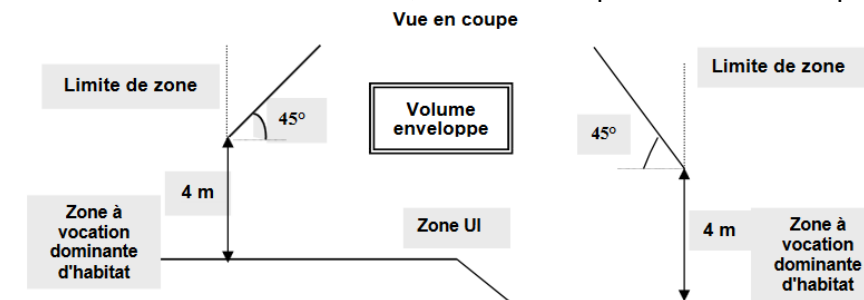 Vue en coupe
Limite de zone
Limite de zone
45°
Volume
enveloppe
45°
4 m
Zone à
vocation
dominante
d'habitat
Zone UI
4 m
Zone à
vocation
dominante
d'habitat